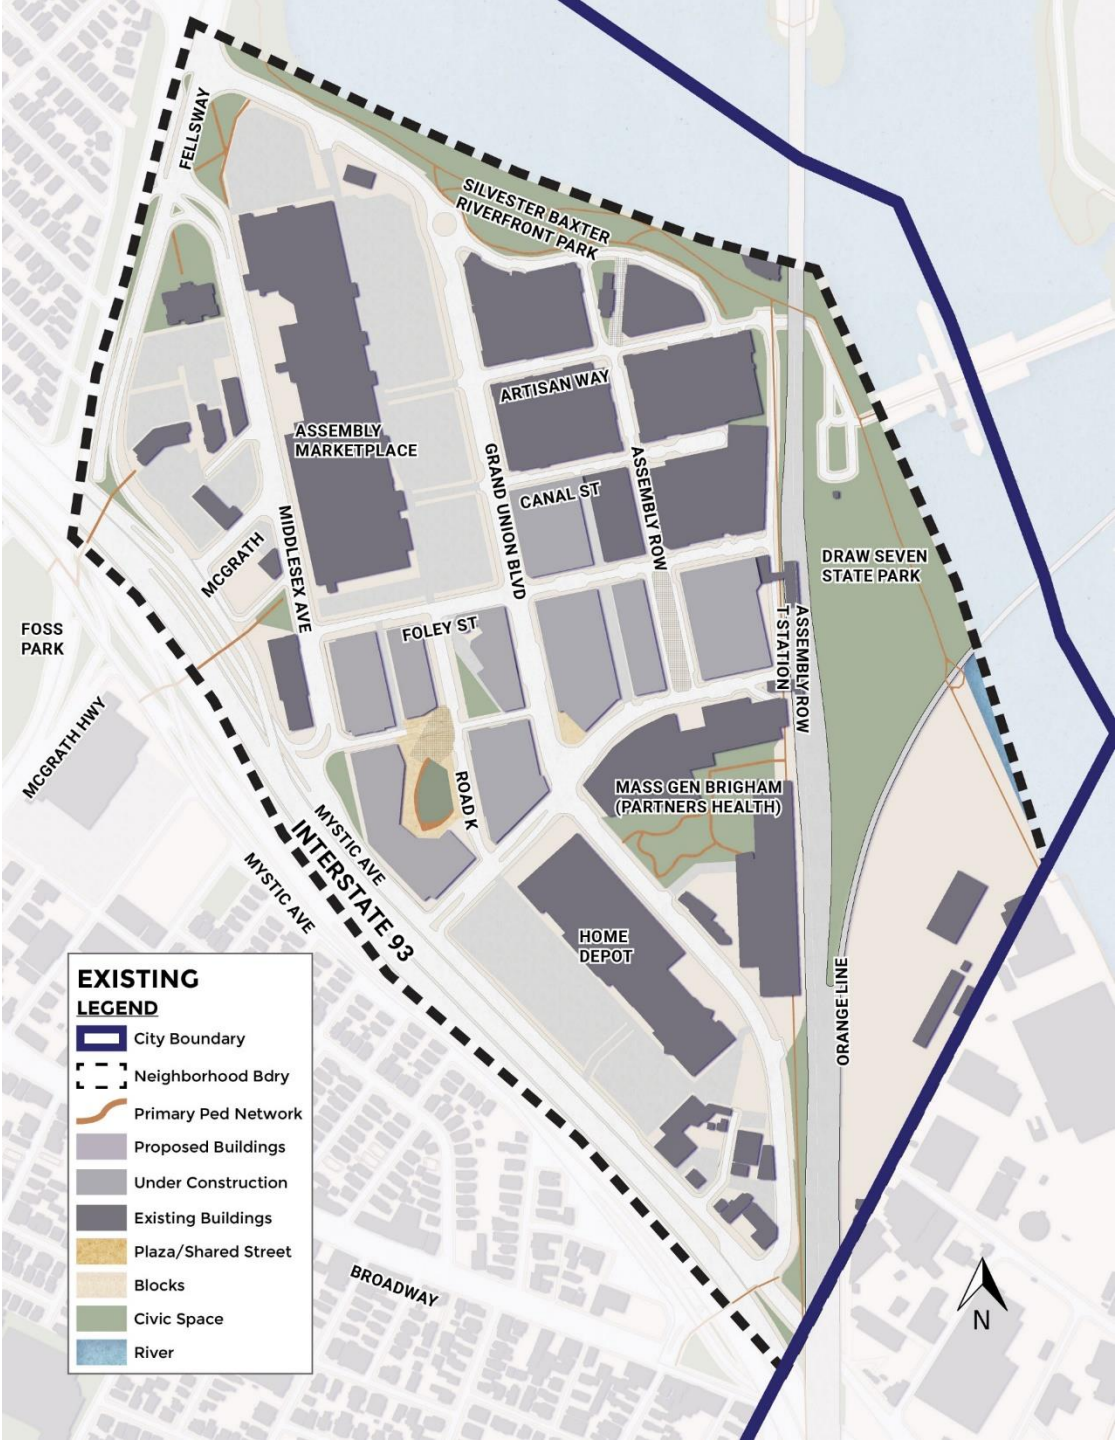 FELLSWAY
SILVESTER BAXTER
RIVERFRONT PARK
ARTISAN WAY
ASSEMBLY
MARKETPLACE
GRAND UNION BLVD
CANAL ST
ASSEMBLY ROW
MIDDLESEX AVE
MCGRATH
DRAW SEVEN
STATE PARK
FOLEY ST
FOSS
PARK
ASSEMBLY ROW
T STATION
MCGRATH HWY
ROAD K
MASS GEN BRIGHAM
(PARTNERS HEALTH)
MYSTIC AVE
INTERSTATE 93
MYSTIC AVE
HOME
DEPOT
ORANGE LINE
BROADWAY
EXISTING
LEGEND
City Boundary
Neighborhood Bdry
Primary Ped Network
Proposed Buildings
Under Construction
Existing Buildings
Plaza/Shared Street
Blocks
Civic Space
River
N